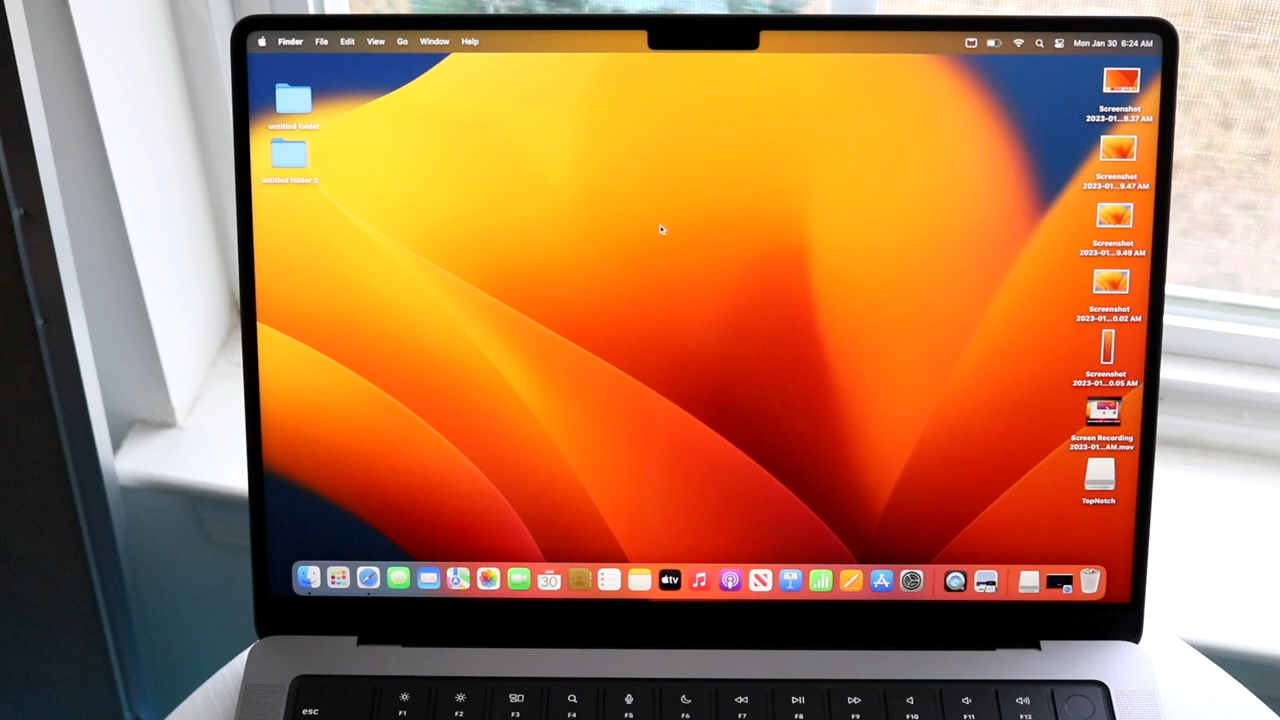 Finder File Edit View Go Window Help
Mon Jan 30 6:24 AM
untitled folder
untitled folder 2
Screenshot
2023-01...9.37 AM
Screenshot
2023-01...9.47 AM
Screenshot
2023-01...9.49 AM
Screenshot
2023-01...0.02 AM
Screenshot
2023-01...0.05 AM
Screen Recording
2023-01...AM.mov
TopNotch
JAN
30
tv
esc
F1 F2 F3 F4 F5 F6 F7 F8 F9 F10 F11 F12